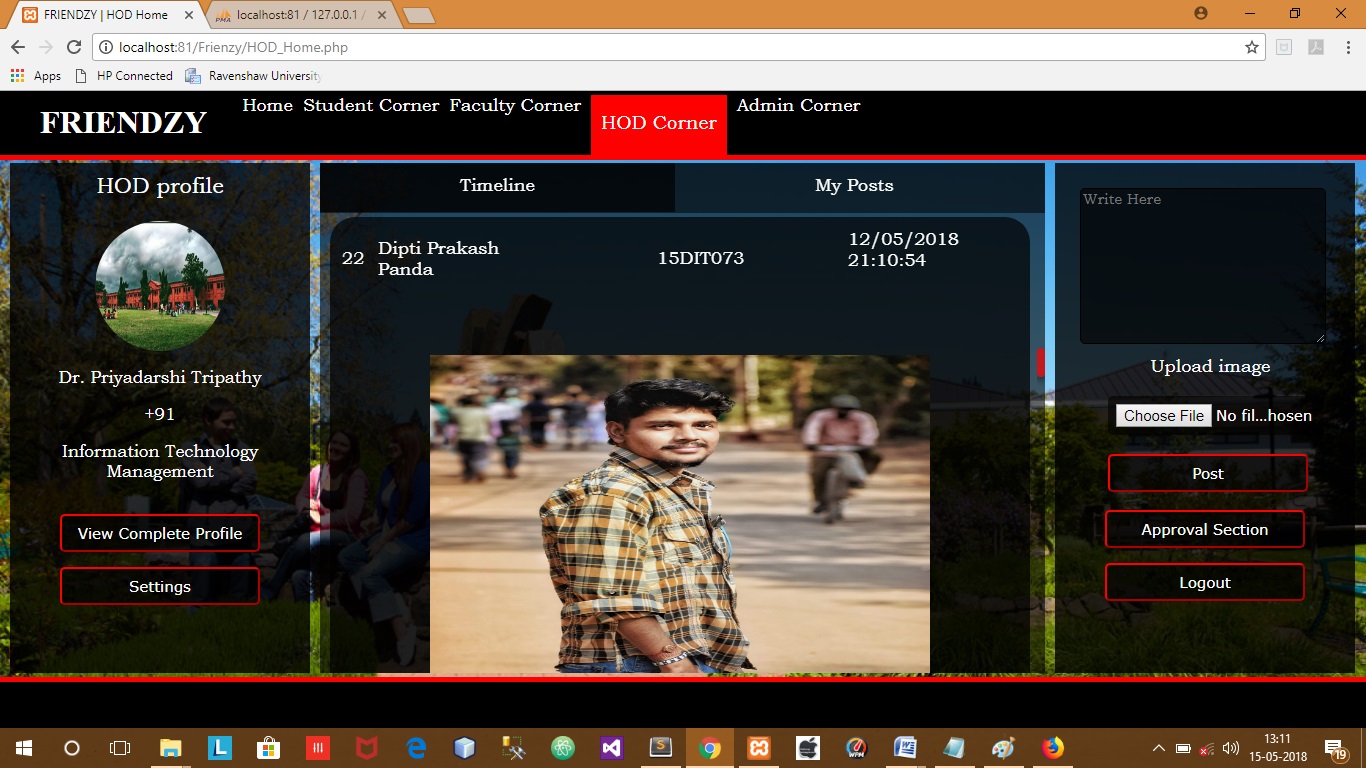 FRIENDZY | HOD Home
localhost:81 / 127.0.0.1 /
localhost:81/Frienzy/HOD_Home.php
Apps
HP Connected
Ravenshaw University
FRIENDZY
Home
Student Corner
Faculty Corner
HOD Corner
Admin Corner
HOD profile
Dr. Priyadarshi Tripathy
+91
Information Technology
Management
View Complete Profile
Settings
Timeline
My Posts
22
Dipti Prakash
Panda
15DIT073
12/05/2018
21:10:54
Write Here
Upload image
Choose File
No fil...hosen
Post
Approval Section
Logout
13:11
15-05-2018
19